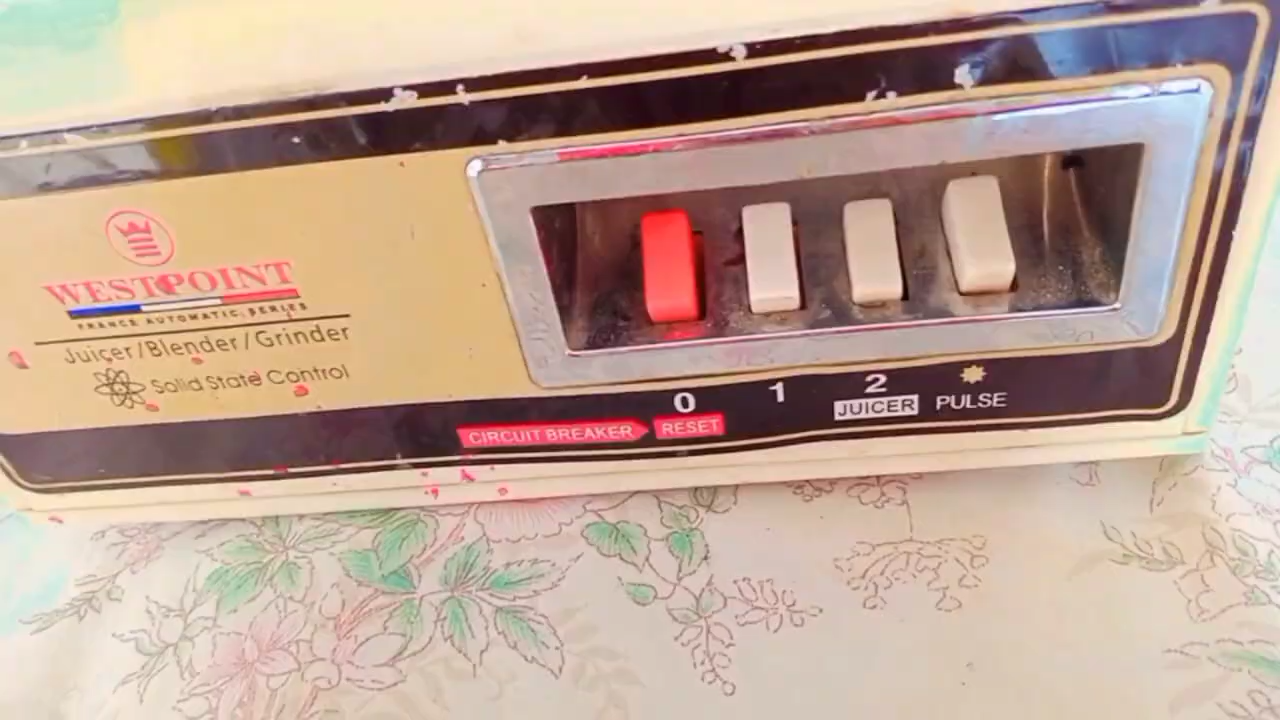 WESTPOINT
FRANCE AUTOMATIC SERIES
Juicer/Blender/Grinder
Solid State Control
0 1 2
CIRCUIT BREAKER RESET JUICER PULSE